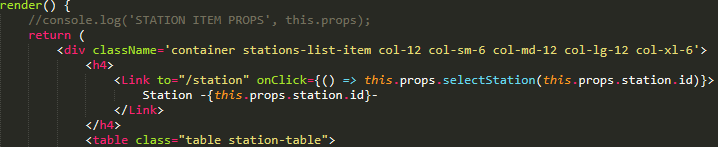 render() {
//console.log('STATION ITEM PROPS', this.props);
return (
<div className='container stations-list-item col-12 col-sm-6 col-md-12 col-lg-12 col-xl-6'>
<h4>
<Link to="/station" onClick={() => this.props.selectStation(this.props.station.id)}>
Station -{this.props.station.id}-
</Link>
</h4>
<table class="table station-table">